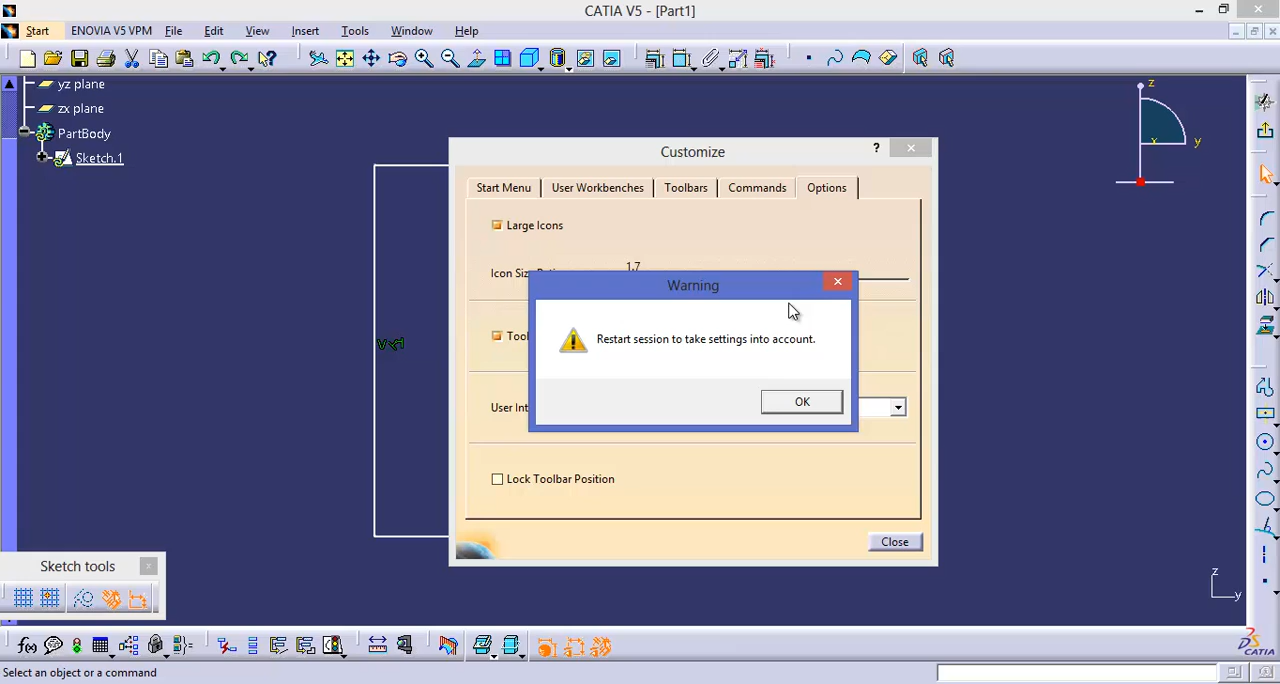 CATIA V5 - [Part1]
Start ENOVIA V5 VPM File Edit View Insert Tools Window Help
yz plane
zx plane
PartBody
Sketch.1
z
x
y
Customize
?
Start Menu User Workbenches Toolbars Commands Options
Large Icons
1.7
Icon Size
Warning
Restart session to take settings into account.
OK
Tool
User Int
Lock Toolbar Position
Close
V
H
Sketch tools
z
y
f(x)
DS CATIA
Select an object or a command